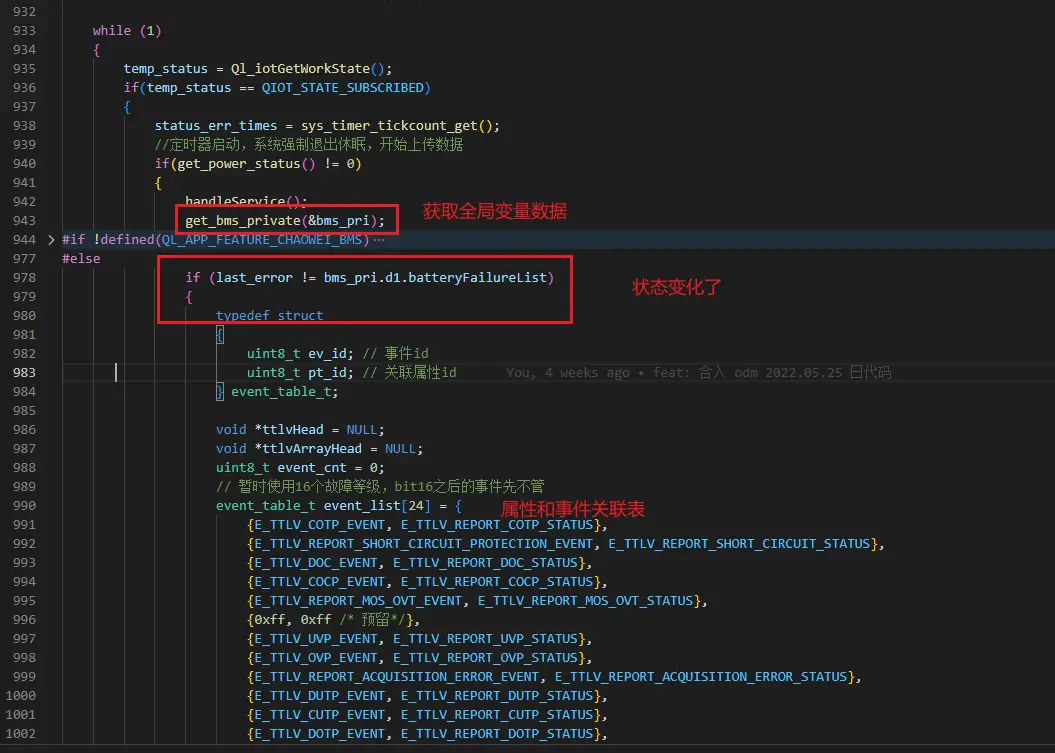 932
933 while (1)
934 {
935 temp_status = Ql_iotGetWorkState();
936 if(temp_status == QIOT_STATE_SUBSCRIBED)
937 {
938 status_err_times = sys_timer_tickcount_get();
939 //定时器启动，系统强制退出休眠，开始上传数据
940 if(get_power_status() != 0)
941 {
942 handleService();
943 get_bms_private(&bms_pri); 获取全局变量数据
944 #if !defined(QL_APP_FEATURE_CHAOWEI_BMS)…
977 #else
978 if (last_error != bms_pri.d1.batteryFailureList) 状态变化了
979 {
980 typedef struct
981 {
982 uint8_t ev_id; // 事件id
983 uint8_t pt_id; // 关联属性id You, 4 weeks ago • feat: 合入 odm 2022.05.25 日代码
984 } event_table_t;
985
986 void *ttlvHead = NULL;
987 void *ttlvArrayHead = NULL;
988 uint8_t event_cnt = 0;
989 // 暂时使用16个故障等级，bit16之后的事件先不管
990 event_table_t event_list[24] = { 属性和事件关联表
991 {E_TTLV_COTP_EVENT, E_TTLV_REPORT_COTP_STATUS},
992 {E_TTLV_REPORT_SHORT_CIRCUIT_PROTECTION_EVENT, E_TTLV_REPORT_SHORT_CIRCUIT_STATUS},
993 {E_TTLV_DOC_EVENT, E_TTLV_REPORT_DOC_STATUS},
994 {E_TTLV_COCP_EVENT, E_TTLV_REPORT_COCP_STATUS},
995 {E_TTLV_REPORT_MOS_OVT_EVENT, E_TTLV_REPORT_MOS_OVT_STATUS},
996 {0xff, 0xff /* 预留*/},
997 {E_TTLV_UVP_EVENT, E_TTLV_REPORT_UVP_STATUS},
998 {E_TTLV_OVP_EVENT, E_TTLV_REPORT_OVP_STATUS},
999 {E_TTLV_REPORT_ACQUISITION_ERROR_EVENT, E_TTLV_REPORT_ACQUISITION_ERROR_STATUS},
1000 {E_TTLV_DUTP_EVENT, E_TTLV_REPORT_DUTP_STATUS},
1001 {E_TTLV_CUTP_EVENT, E_TTLV_REPORT_CUTP_STATUS},
1002 {E_TTLV_DOTP_EVENT, E_TTLV_REPORT_DOTP_STATUS},